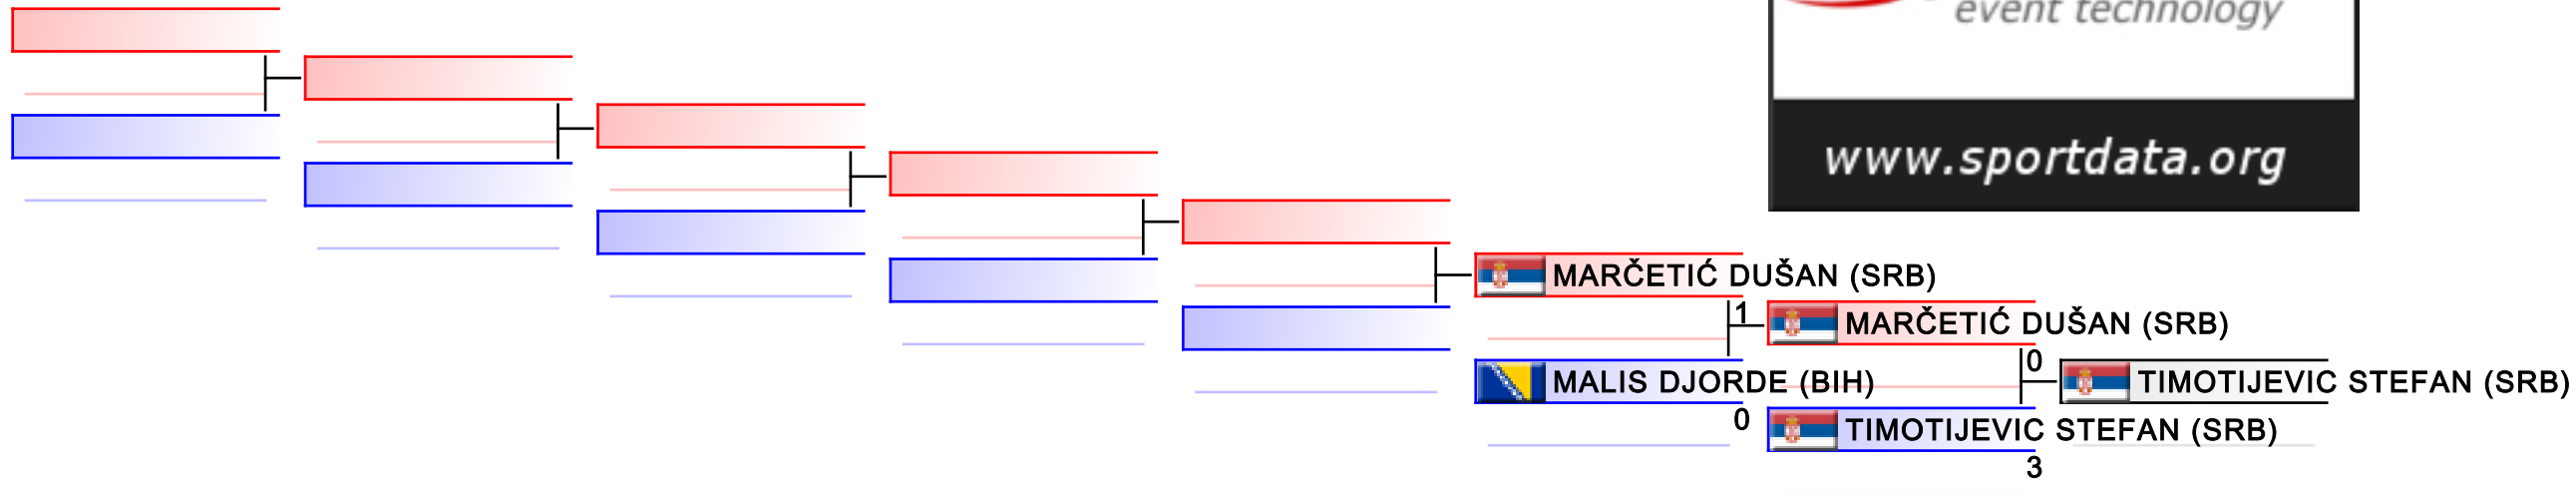 event technology
www.sportdata.org
MARČETIĆ DUŠAN (SRB)
1
MARČETIĆ DUŠAN (SRB)
MALIS DJORDE (BIH)
0
0
TIMOTIJEVIC STEFAN (SRB)
TIMOTIJEVIC STEFAN (SRB)
3